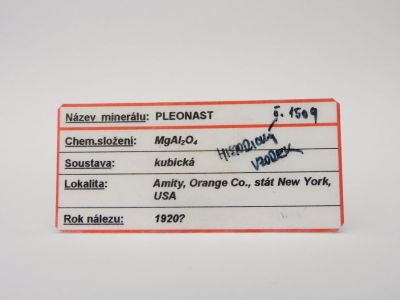 Název minerálu: PLEONAST č. 1509
Chem.složení: MgAl₂O₄
HISTORICKÝ
VZOREK
Soustava: kubická
Lokalita: Amity, Orange Co., stát New York,
USA
Rok nálezu: 1920?